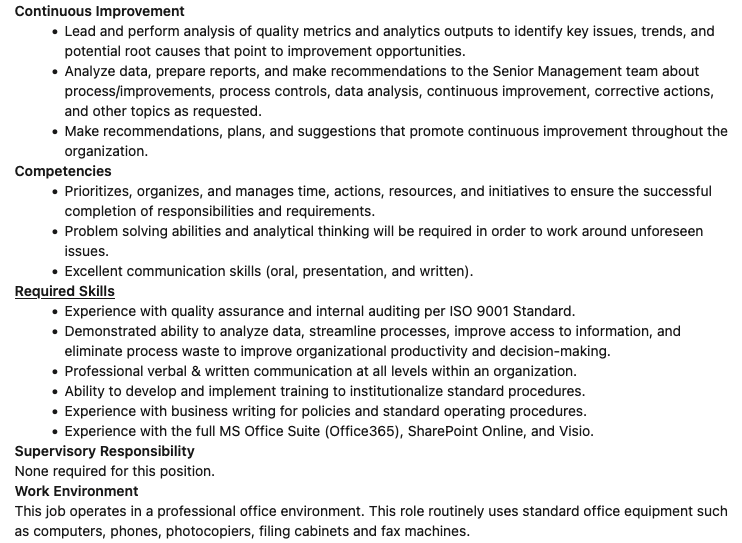 Continuous Improvement
• Lead and perform analysis of quality metrics and analytics outputs to identify key issues, trends, and
potential root causes that point to improvement opportunities.
• Analyze data, prepare reports, and make recommendations to the Senior Management team about
process/improvements, process controls, data analysis, continuous improvement, corrective actions,
and other topics as requested.
• Make recommendations, plans, and suggestions that promote continuous improvement throughout the
organization.
Competencies
• Prioritizes, organizes, and manages time, actions, resources, and initiatives to ensure the successful
completion of responsibilities and requirements.
• Problem solving abilities and analytical thinking will be required in order to work around unforeseen
issues.
• Excellent communication skills (oral, presentation, and written).
Required Skills
• Experience with quality assurance and internal auditing per ISO 9001 Standard.
• Demonstrated ability to analyze data, streamline processes, improve access to information, and
eliminate process waste to improve organizational productivity and decision-making.
• Professional verbal & written communication at all levels within an organization.
• Ability to develop and implement training to institutionalize standard procedures.
• Experience with business writing for policies and standard operating procedures.
• Experience with the full MS Office Suite (Office365), SharePoint Online, and Visio.
Supervisory Responsibility
None required for this position.
Work Environment
This job operates in a professional office environment. This role routinely uses standard office equipment such
as computers, phones, photocopiers, filing cabinets and fax machines.